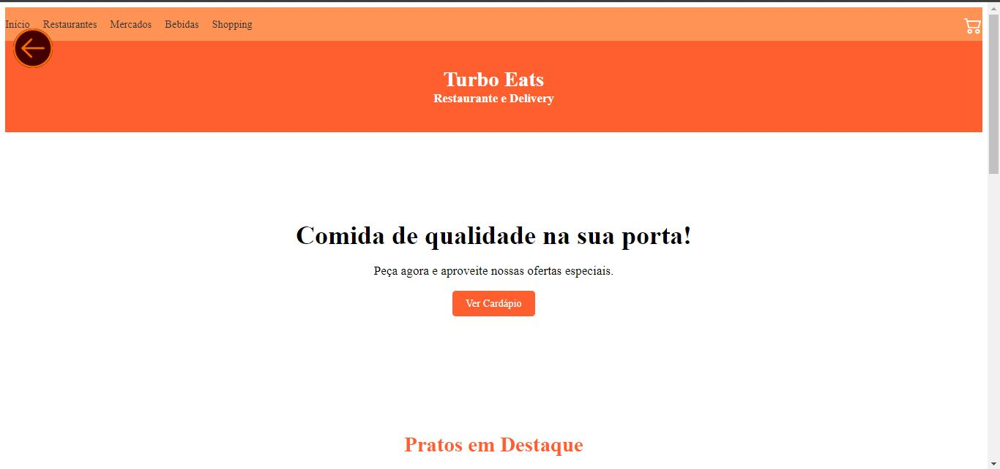 Início Restaurantes Mercados Bebidas Shopping
Turbo Eats
Restaurante e Delivery
Comida de qualidade na sua porta!
Peça agora e aproveite nossas ofertas especiais.
Ver Cardápio
Pratos em Destaque